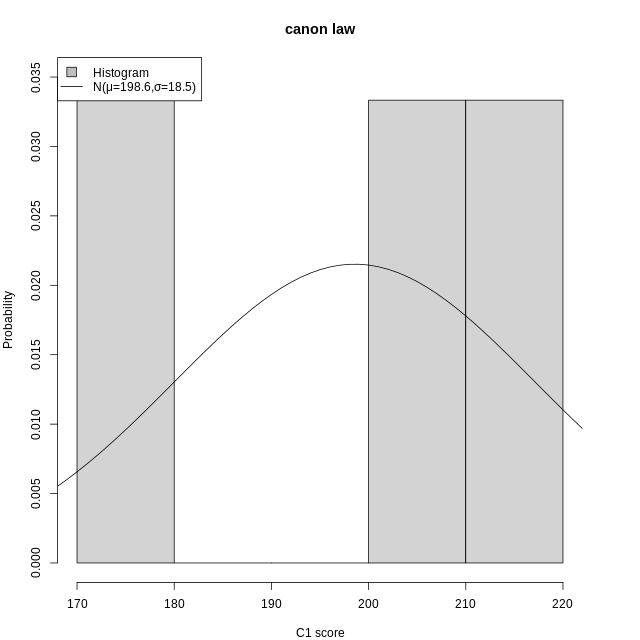 canon law
Histogram
N(μ=198.6,σ=18.5)
0.035
0.030
0.025
0.020
0.015
0.010
0.005
0.000
Probability
170 180 190 200 210 220
C1 score